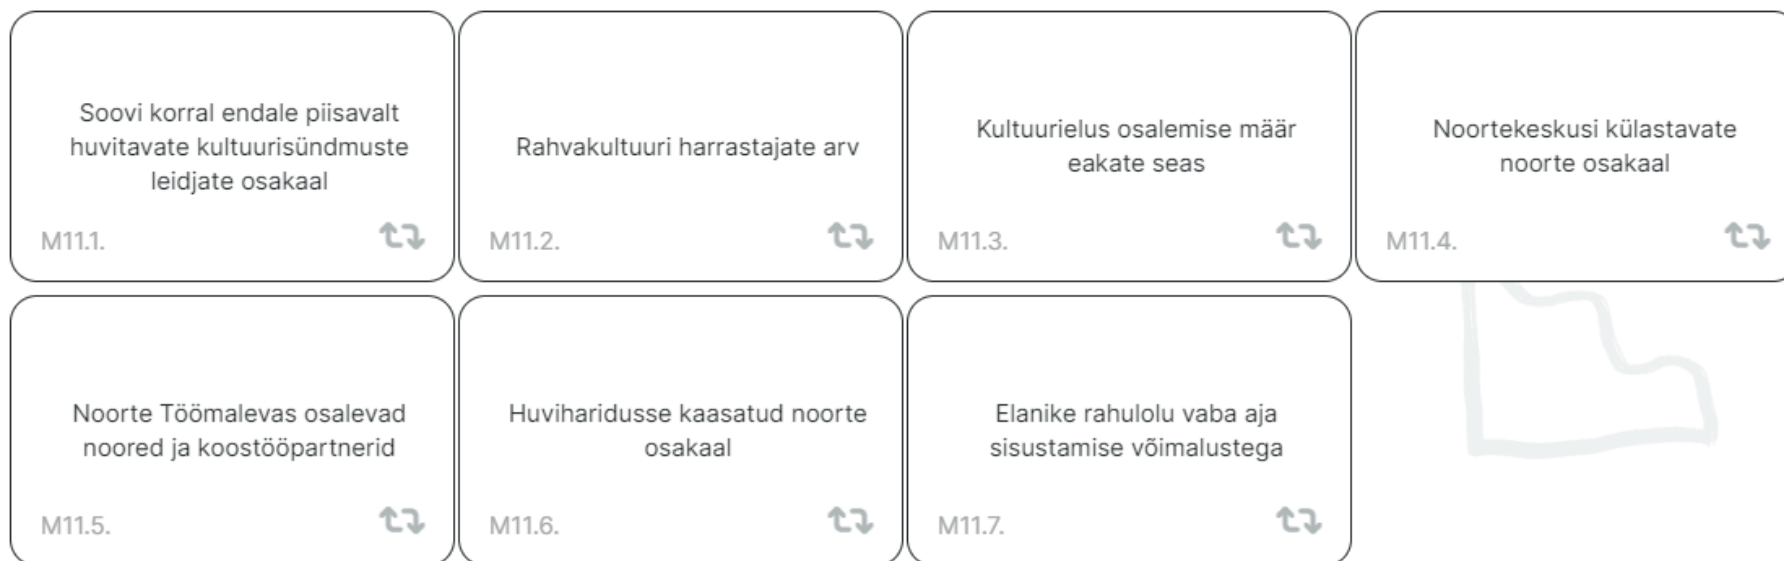 Soovi korral endale piisavalt
huvitavate kultuurisündmuste
leidjate osakaal
M11.1.
Rahvakultuuri harrastajate arv
M11.2.
Kultuurielus osalemise määr
eakate seas
M11.3.
Noortekeskusi külastavate
noorte osakaal
M11.4.
Noorte Töömalevas osalevad
noored ja koostööpartnerid
M11.5.
Huviharidusse kaasatud noorte
osakaal
M11.6.
Elanike rahulolu vaba aja
sisustamise võimalustega
M11.7.